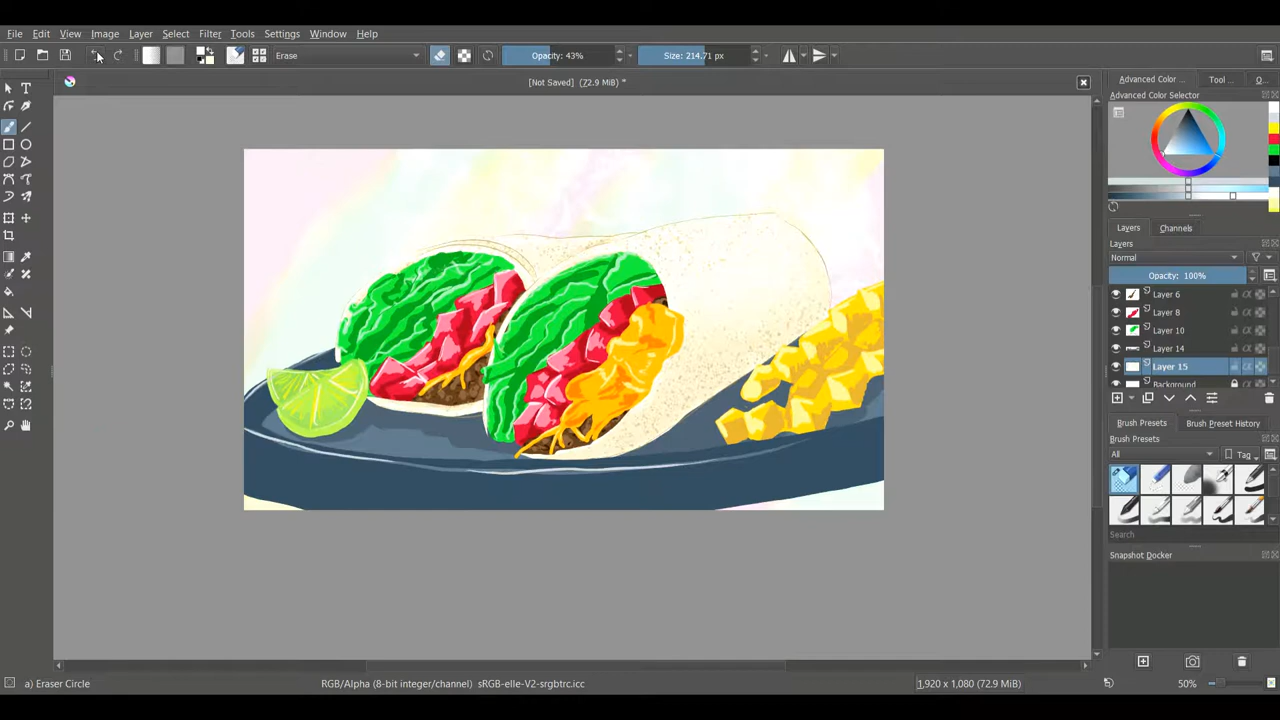 File Edit View Image Layer Select Filter Tools Settings Window Help
Erase Opacity: 43% Size: 214.71 px
[Not Saved] (72.9 MiB) *
Advanced Color ... Tool ... O...
Advanced Color Selector
Layers Channels
Layers
Normal
Opacity: 100%
Layer 6
Layer 8
Layer 10
Layer 14
Layer 15
Background
Brush Presets Brush Preset History
Brush Presets
All Tag
Search
Snapshot Docker
a) Eraser Circle RGB/Alpha (8-bit integer/channel) sRGB-elle-V2-srgbtrc.icc 1,920 x 1,080 (72.9 MiB) 50%